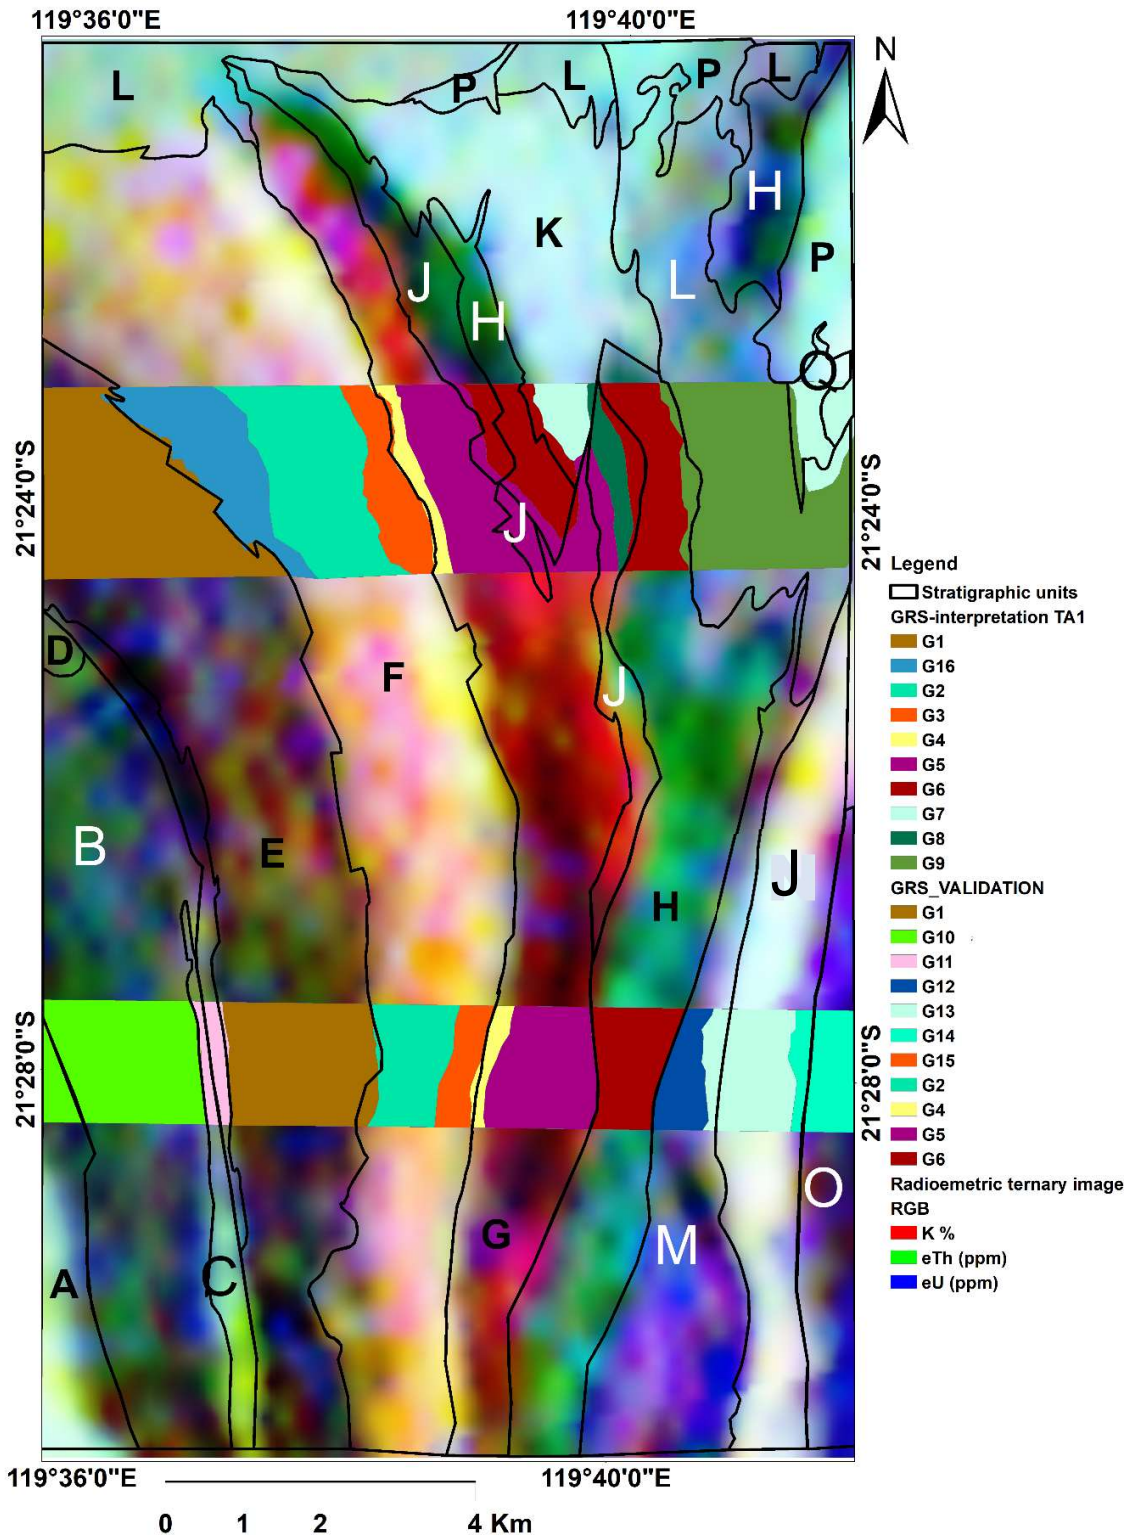 119°36'0"E 119°40'0"E
N
L P L P L
H
K
P
J L
H
O
21°24'0"S 21°24'0"S
J
D
F J
B E J
H
21°28'0"S 21°28'0"S
O
G M
A C
119°36'0"E 119°40'0"E
0 1 2 4 Km
Legend
Stratigraphic units
GRS-interpretation TA1
G1
G16
G2
G3
G4
G5
G6
G7
G8
G9
GRS_VALIDATION
G1
G10
G11
G12
G13
G14
G15
G2
G4
G5
G6
Radioemetric ternary image
RGB
K %
eTh (ppm)
eU (ppm)